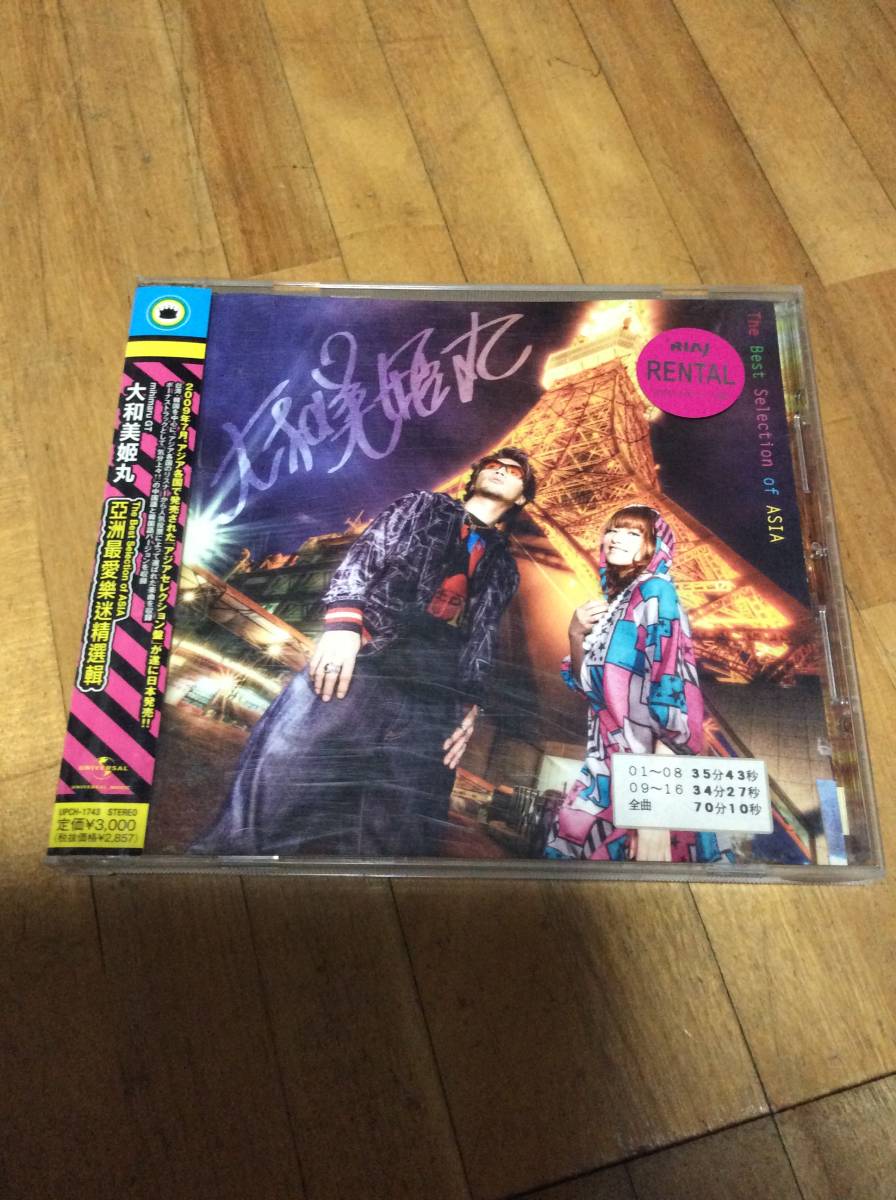 大和美姫丸
mihimaru GT
The Best Selection of ASIA
亞洲最愛樂迷精選輯
2009年7月、アジア各国で発売された「アジアセレクション盤」が遂に日本発売!!
UNIVERSAL
UNIVERSAL MUSIC
UPCH-1743 STEREO
定価¥3,000
(税抜価格¥2,857)
大和美姫丸
RIAJ
RENTAL
The Best Selection of ASIA
01〜08 35分43秒
09〜16 34分27秒
全曲 70分10秒